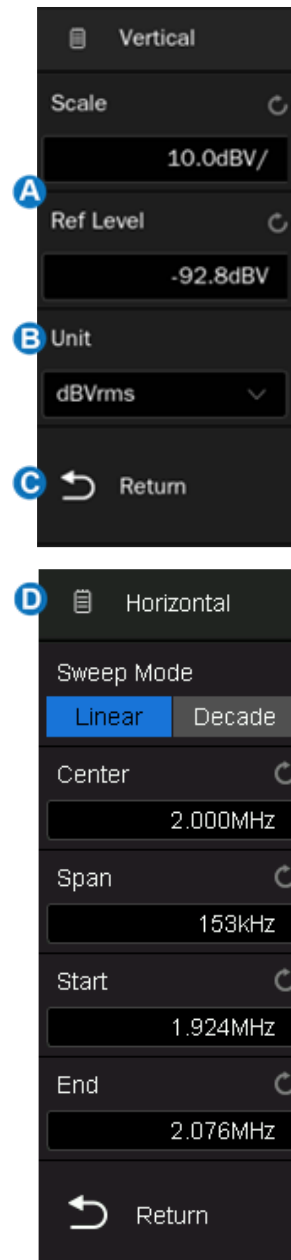 Vertical
Scale
10.0dBV/
A
Ref Level
-92.8dBV
B Unit
dBVrms
C Return
D Horizontal
Sweep Mode
Linear Decade
Center
2.000MHz
Span
153kHz
Start
1.924MHz
End
2.076MHz
Return